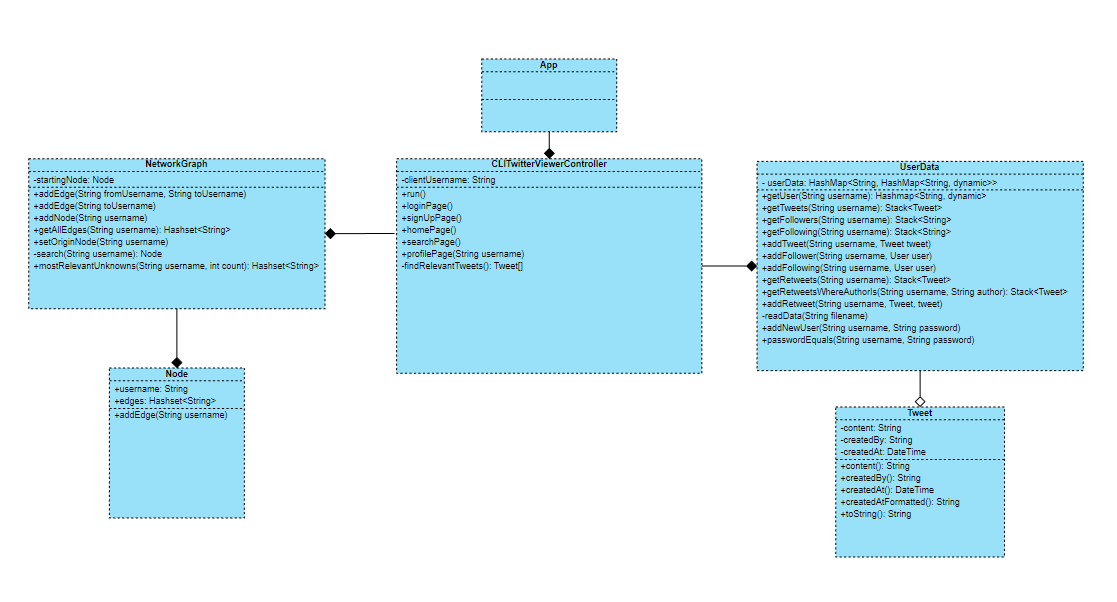 App
NetworkGraph
-startingNode: Node
+addEdge(String fromUsername, String toUsername)
+addEdge(String toUsername)
+addNode(String username)
+getAllEdges(String username): Hashset<String>
+setOriginNode(String username)
-search(String username): Node
+mostRelevantUnknowns(String username, int count): Hashset<String>
CLITwitterViewerController
-clientUsername: String
+run()
+loginPage()
+signUpPage()
+homePage()
+searchPage()
+profilePage(String username)
-findRelevantTweets(): Tweet[]
UserData
- userData: HashMap<String, HashMap<String, dynamic>>
+getUser(String username): Hashmap<String, dynamic>
+getTweets(String username): Stack<Tweet>
+getFollowers(String username): Stack<String>
+getFollowing(String username): Stack<String>
+addTweet(String username, Tweet tweet)
+addFollower(String username, User user)
+addFollowing(String username, User user)
+getRetweets(String username): Stack<Tweet>
+getRetweetsWhereAuthorIs(String username, String author): Stack<Tweet>
+addRetweet(String username, Tweet, tweet)
-readData(String filename)
+addNewUser(String username, String password)
+passwordEquals(String username, String password)
Node
+username: String
+edges: Hashset<String>
+addEdge(String username)
Tweet
-content: String
-createdBy: String
-createdAt: DateTime
+content(): String
+createdBy(): String
+createdAt(): DateTime
+createdAtFormatted(): String
+toString(): String